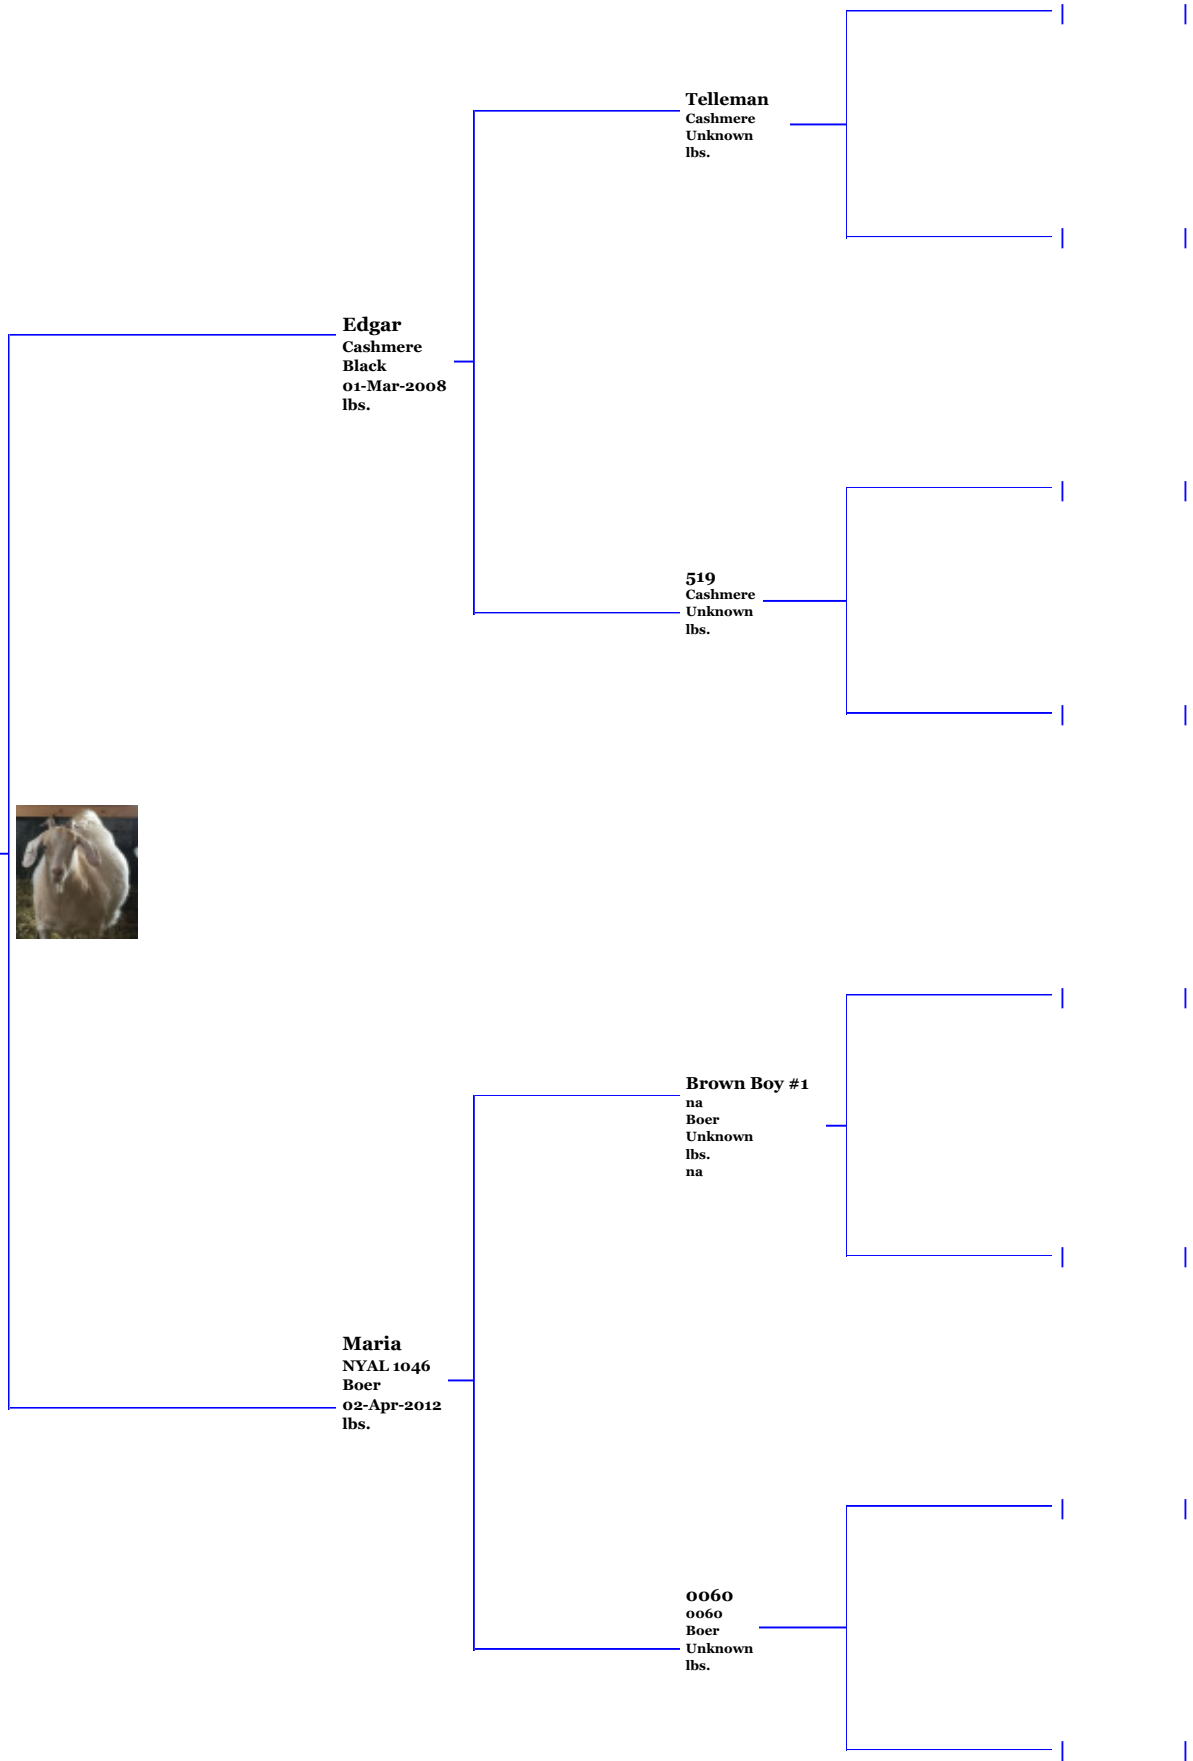 Telleman
Cashmere
Unknown
lbs.
Edgar
Cashmere
Black
01-Mar-2008
lbs.
519
Cashmere
Unknown
lbs.
Brown Boy #1
na
Boer
Unknown
lbs.
na
Maria
NYAL 1046
Boer
02-Apr-2012
lbs.
0060
0060
Boer
Unknown
lbs.